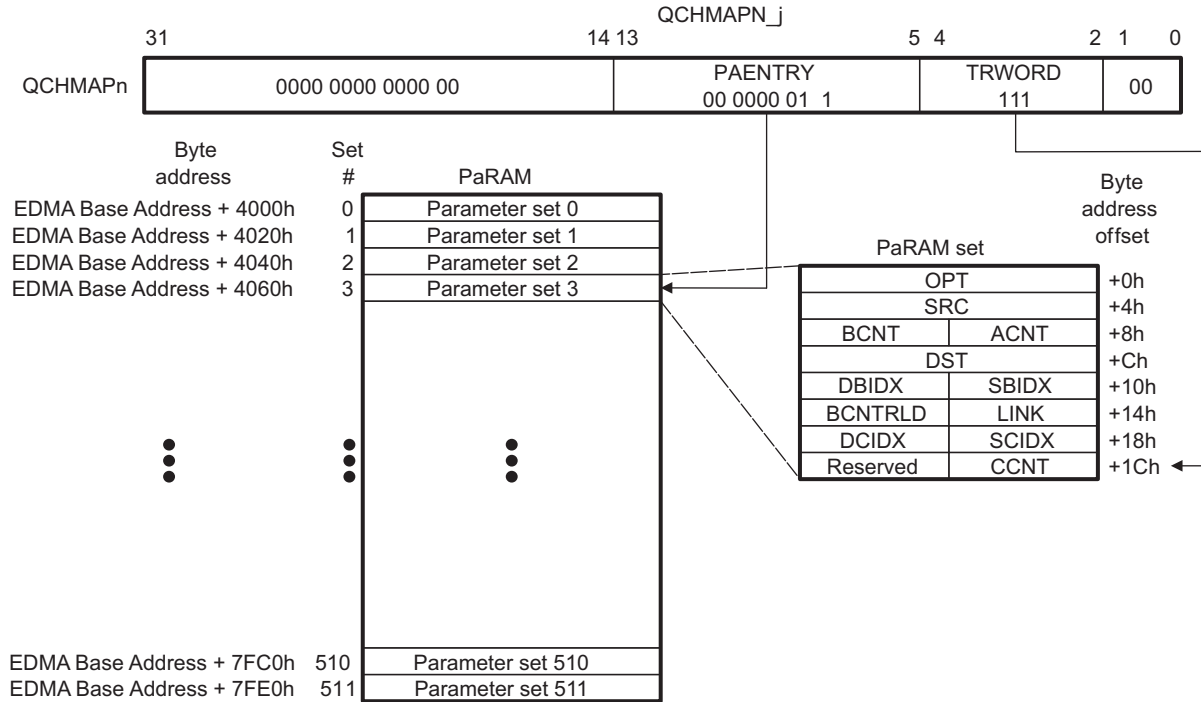 QCHMAPN_j
31 14 13 5 4 2 1 0
QCHMAPn
0000 0000 0000 00
PAENTRY
00 0000 01 1
TRWORD
111
00
Byte address
Set #
PaRAM
EDMA Base Address + 4000h 0 Parameter set 0
EDMA Base Address + 4020h 1 Parameter set 1
EDMA Base Address + 4040h 2 Parameter set 2
EDMA Base Address + 4060h 3 Parameter set 3
EDMA Base Address + 7FC0h 510 Parameter set 510
EDMA Base Address + 7FE0h 511 Parameter set 511
PaRAM set
Byte address offset
OPT +0h
SRC +4h
BCNT ACNT +8h
DST +Ch
DBIDX SBIDX +10h
BCNTRLD LINK +14h
DCIDX SCIDX +18h
Reserved CCNT +1Ch